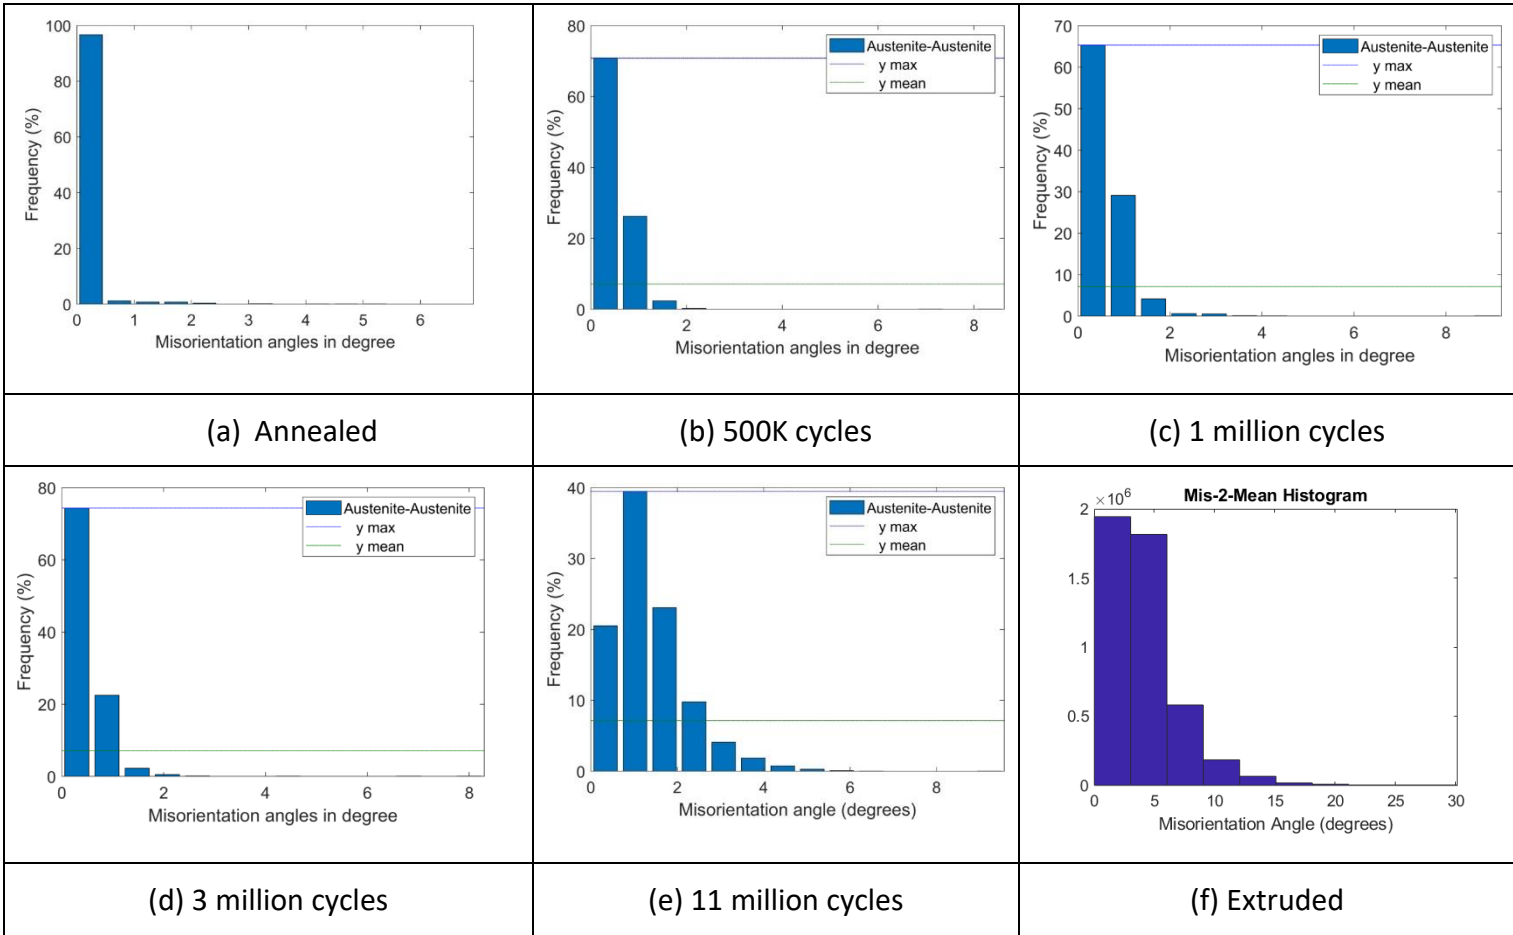 100
80
60
40
20
0
Frequency (%)
0 1 2 3 4 5 6
Misorientation angles in degree
(a) Annealed
80
60
40
20
0
Frequency (%)
Austenite-Austenite
y max
y mean
0 2 4 6 8
Misorientation angles in degree
(b) 500K cycles
70
60
50
40
30
20
10
0
Frequency (%)
Austenite-Austenite
y max
y mean
0 2 4 6 8
Misorientation angles in degree
(c) 1 million cycles
80
60
40
20
0
Frequency (%)
Austenite-Austenite
y max
y mean
0 2 4 6 8
Misorientation angles in degree
(d) 3 million cycles
40
30
20
10
0
Frequency (%)
Austenite-Austenite
y max
y mean
0 2 4 6 8
Misorientation angle (degrees)
(e) 11 million cycles
Mis-2-Mean Histogram
×10⁶
2
1.5
1
0.5
0
0 5 10 15 20 25 30
Misorientation Angle (degrees)
(f) Extruded